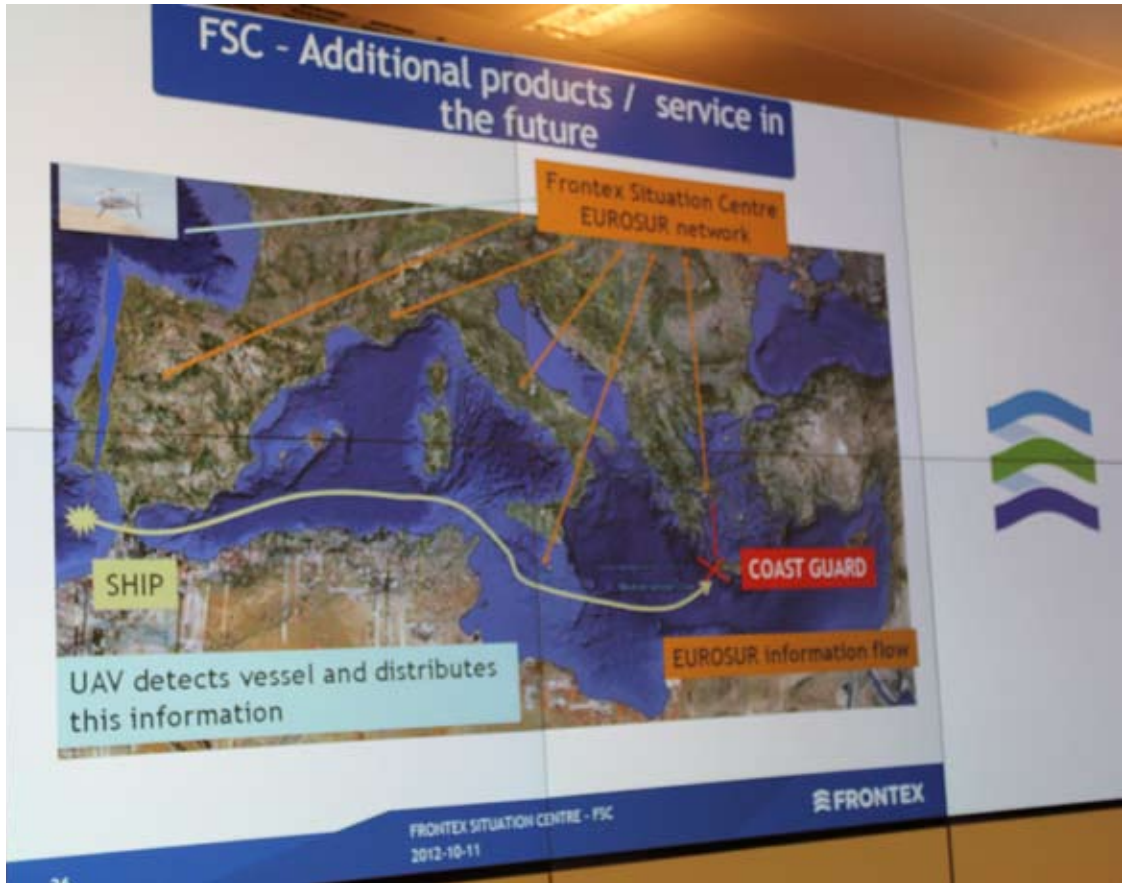 FSC - Additional products / service in
the future
Frontex Situation Centre
EUROSUR network
SHIP
COAST GUARD
EUROSUR information flow
UAV detects vessel and distributes
this information
FRONTEX SITUATION CENTRE - FSC
2012-10-11
FRONTEX